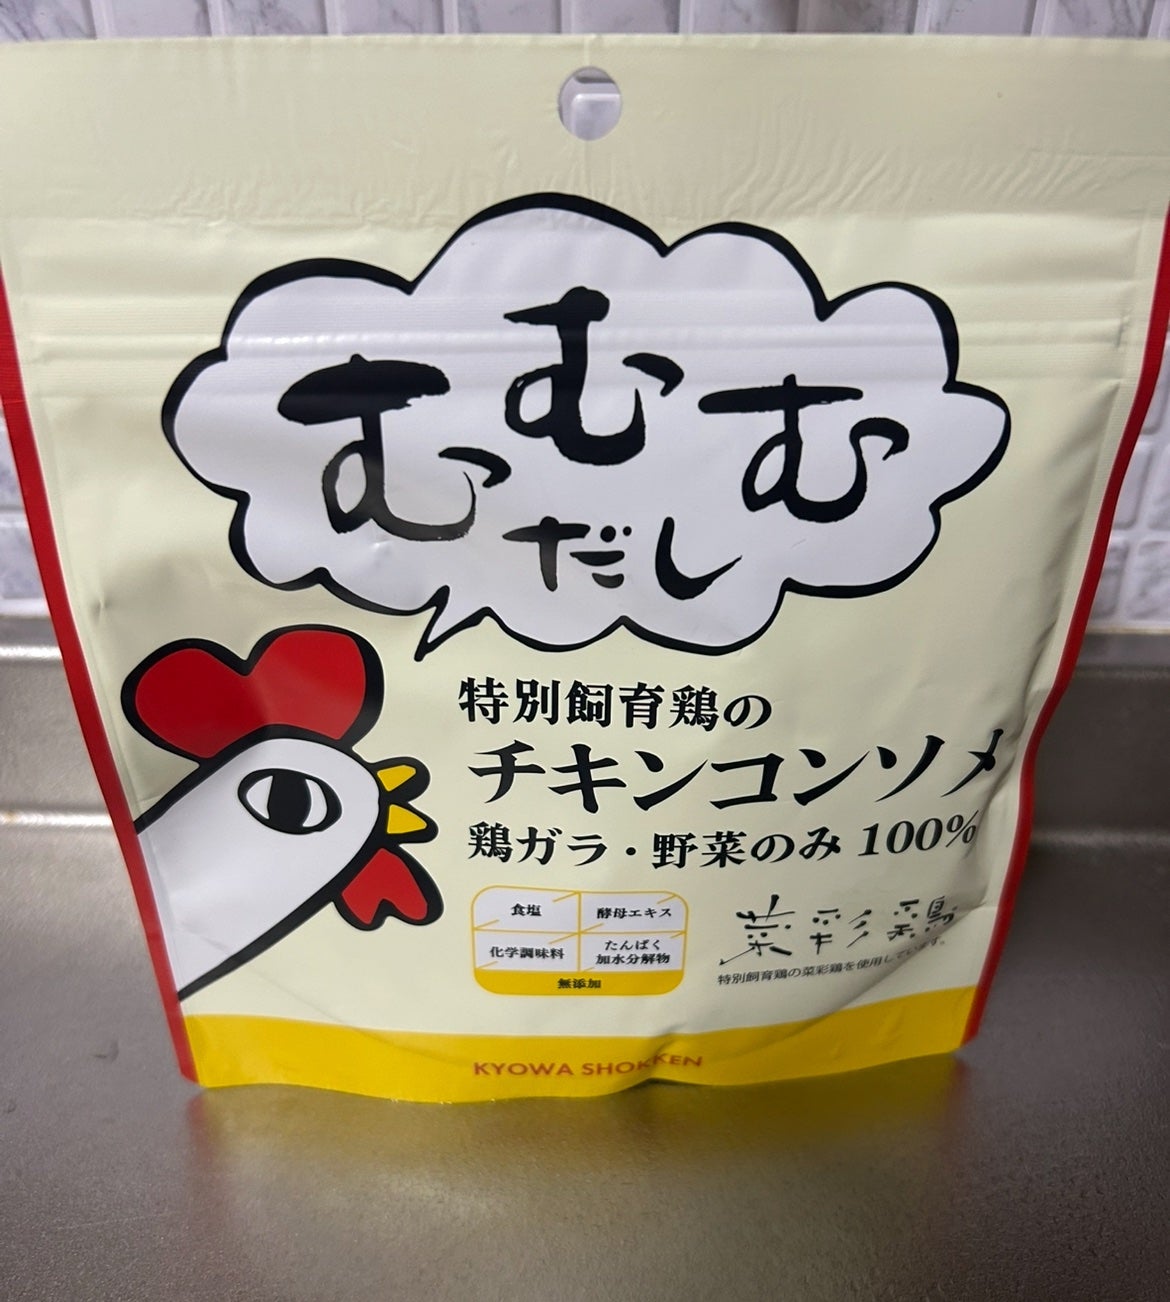 むむむ
だし
特別飼育鶏の
チキンコンソメ
鶏ガラ・野菜のみ 100%
食塩
酵母エキス
化学調味料
たんぱく
加水分解物
無添加
菜彩鶏
特別飼育鶏の菜彩鶏を使用しています。
KYOWA SHOKKEN